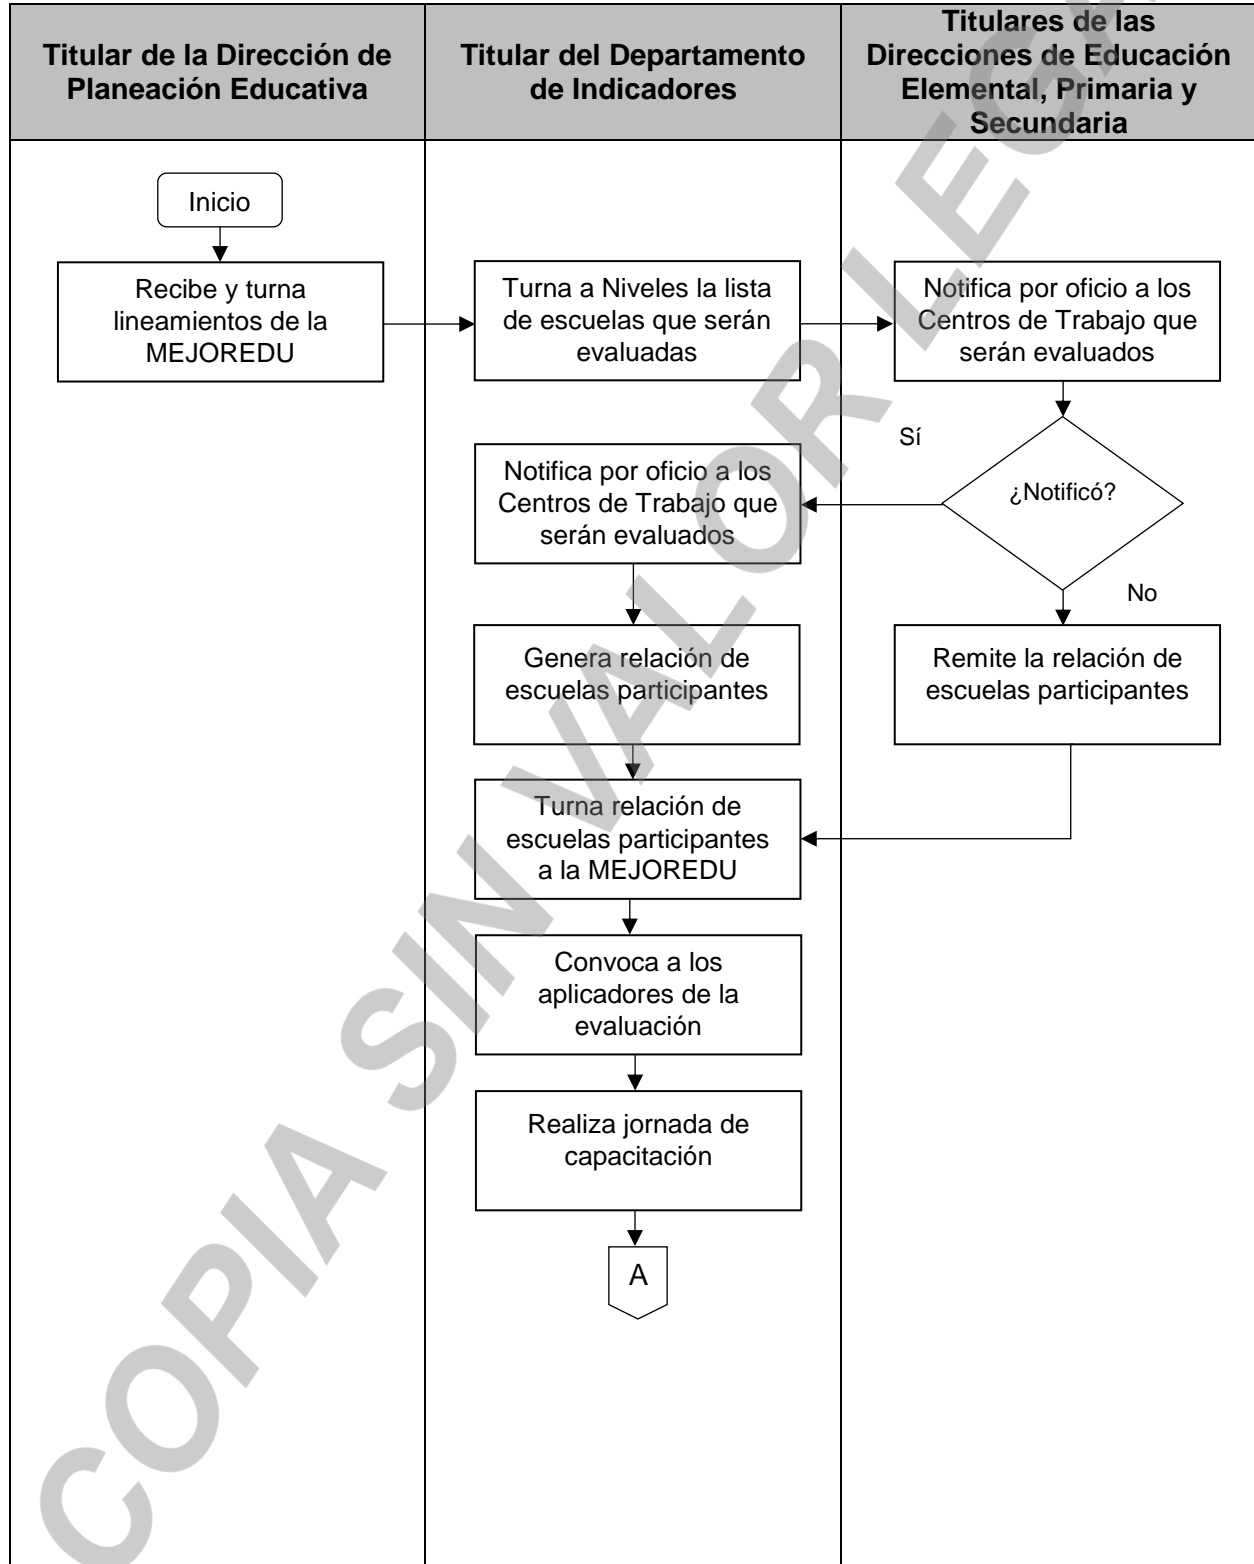 Titular de la Dirección de
Planeación Educativa
Titular del Departamento
de Indicadores
Titulares de las
Direcciones de Educación
Elemental, Primaria y
Secundaria
Inicio
Recibe y turna
lineamientos de la
MEJOREDU
Turna a Niveles la lista
de escuelas que serán
evaluadas
Notifica por oficio a los
Centros de Trabajo que
serán evaluados
Sí
¿Notificó?
No
Notifica por oficio a los
Centros de Trabajo que
serán evaluados
Genera relación de
escuelas participantes
Remite la relación de
escuelas participantes
Turna relación de
escuelas participantes
a la MEJOREDU
Convoca a los
aplicadores de la
evaluación
Realiza jornada de
capacitación
A
COPIA SIN VALOR LEGA